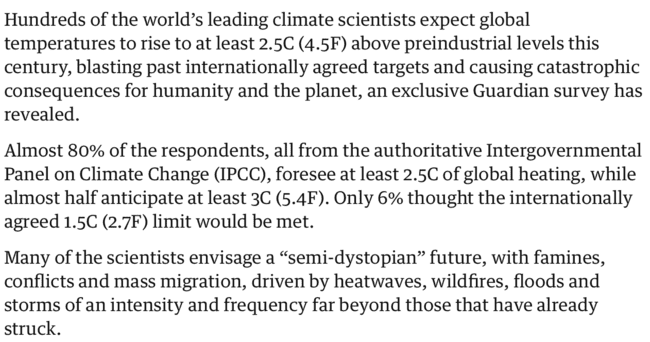 Hundreds of the world’s leading climate scientists expect global
temperatures to rise to at least 2.5C (4.5F) above preindustrial levels this
century, blasting past internationally agreed targets and causing catastrophic
consequences for humanity and the planet, an exclusive Guardian survey has
revealed.
Almost 80% of the respondents, all from the authoritative Intergovernmental
Panel on Climate Change (IPCC), foresee at least 2.5C of global heating, while
almost half anticipate at least 3C (5.4F). Only 6% thought the internationally
agreed 1.5C (2.7F) limit would be met.
Many of the scientists envisage a “semi-dystopian” future, with famines,
conflicts and mass migration, driven by heatwaves, wildfires, floods and
storms of an intensity and frequency far beyond those that have already
struck.